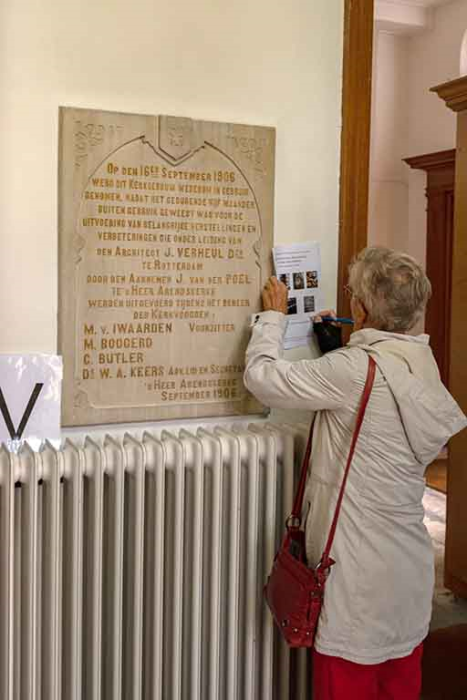 Op den 16den September 1906
werd dit Kerkgebouw wederom in gebruik
genomen, nadat het gedurende vijf maanden
buiten gebruik geweest was voor de
uitvoering van belangrijke herstellingen en
verbeteringen die onder leiding van
den Architect J. VERHEUL Dzn.
te Rotterdam
door den Aannemer J. van der POEL
te 's Heer Arendskerke
werden uitgevoerd tijdens het beheer
der Kerkvoogden:
M. v. IWAARDEN Voorzitter
M. BOOGERD
C. BUTLER
Ds. W. A. KEERS Adm. en Secretar
's Heer Arendskerke
September 1906
V